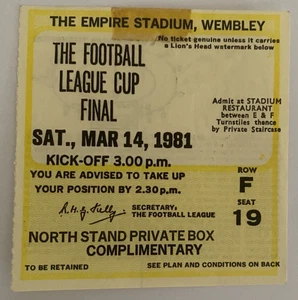 THE EMPIRE STADIUM, WEMBLEY
No ticket genuine unless it carries
a Lion's Head watermark below
THE FOOTBALL
LEAGUE CUP
FINAL
Admit at STADIUM
RESTAURANT
between E & F
Turnstiles thence
by Private Staircase
SAT., MAR 14, 1981
KICK-OFF 3.00 p.m.
YOU ARE ADVISED TO TAKE UP
YOUR POSITION BY 2.30 p.m.
ROW
F
SEAT
19
SECRETARY:
THE FOOTBALL LEAGUE
NORTH STAND PRIVATE BOX
COMPLIMENTARY
TO BE RETAINED
SEE PLAN AND CONDITIONS ON BACK